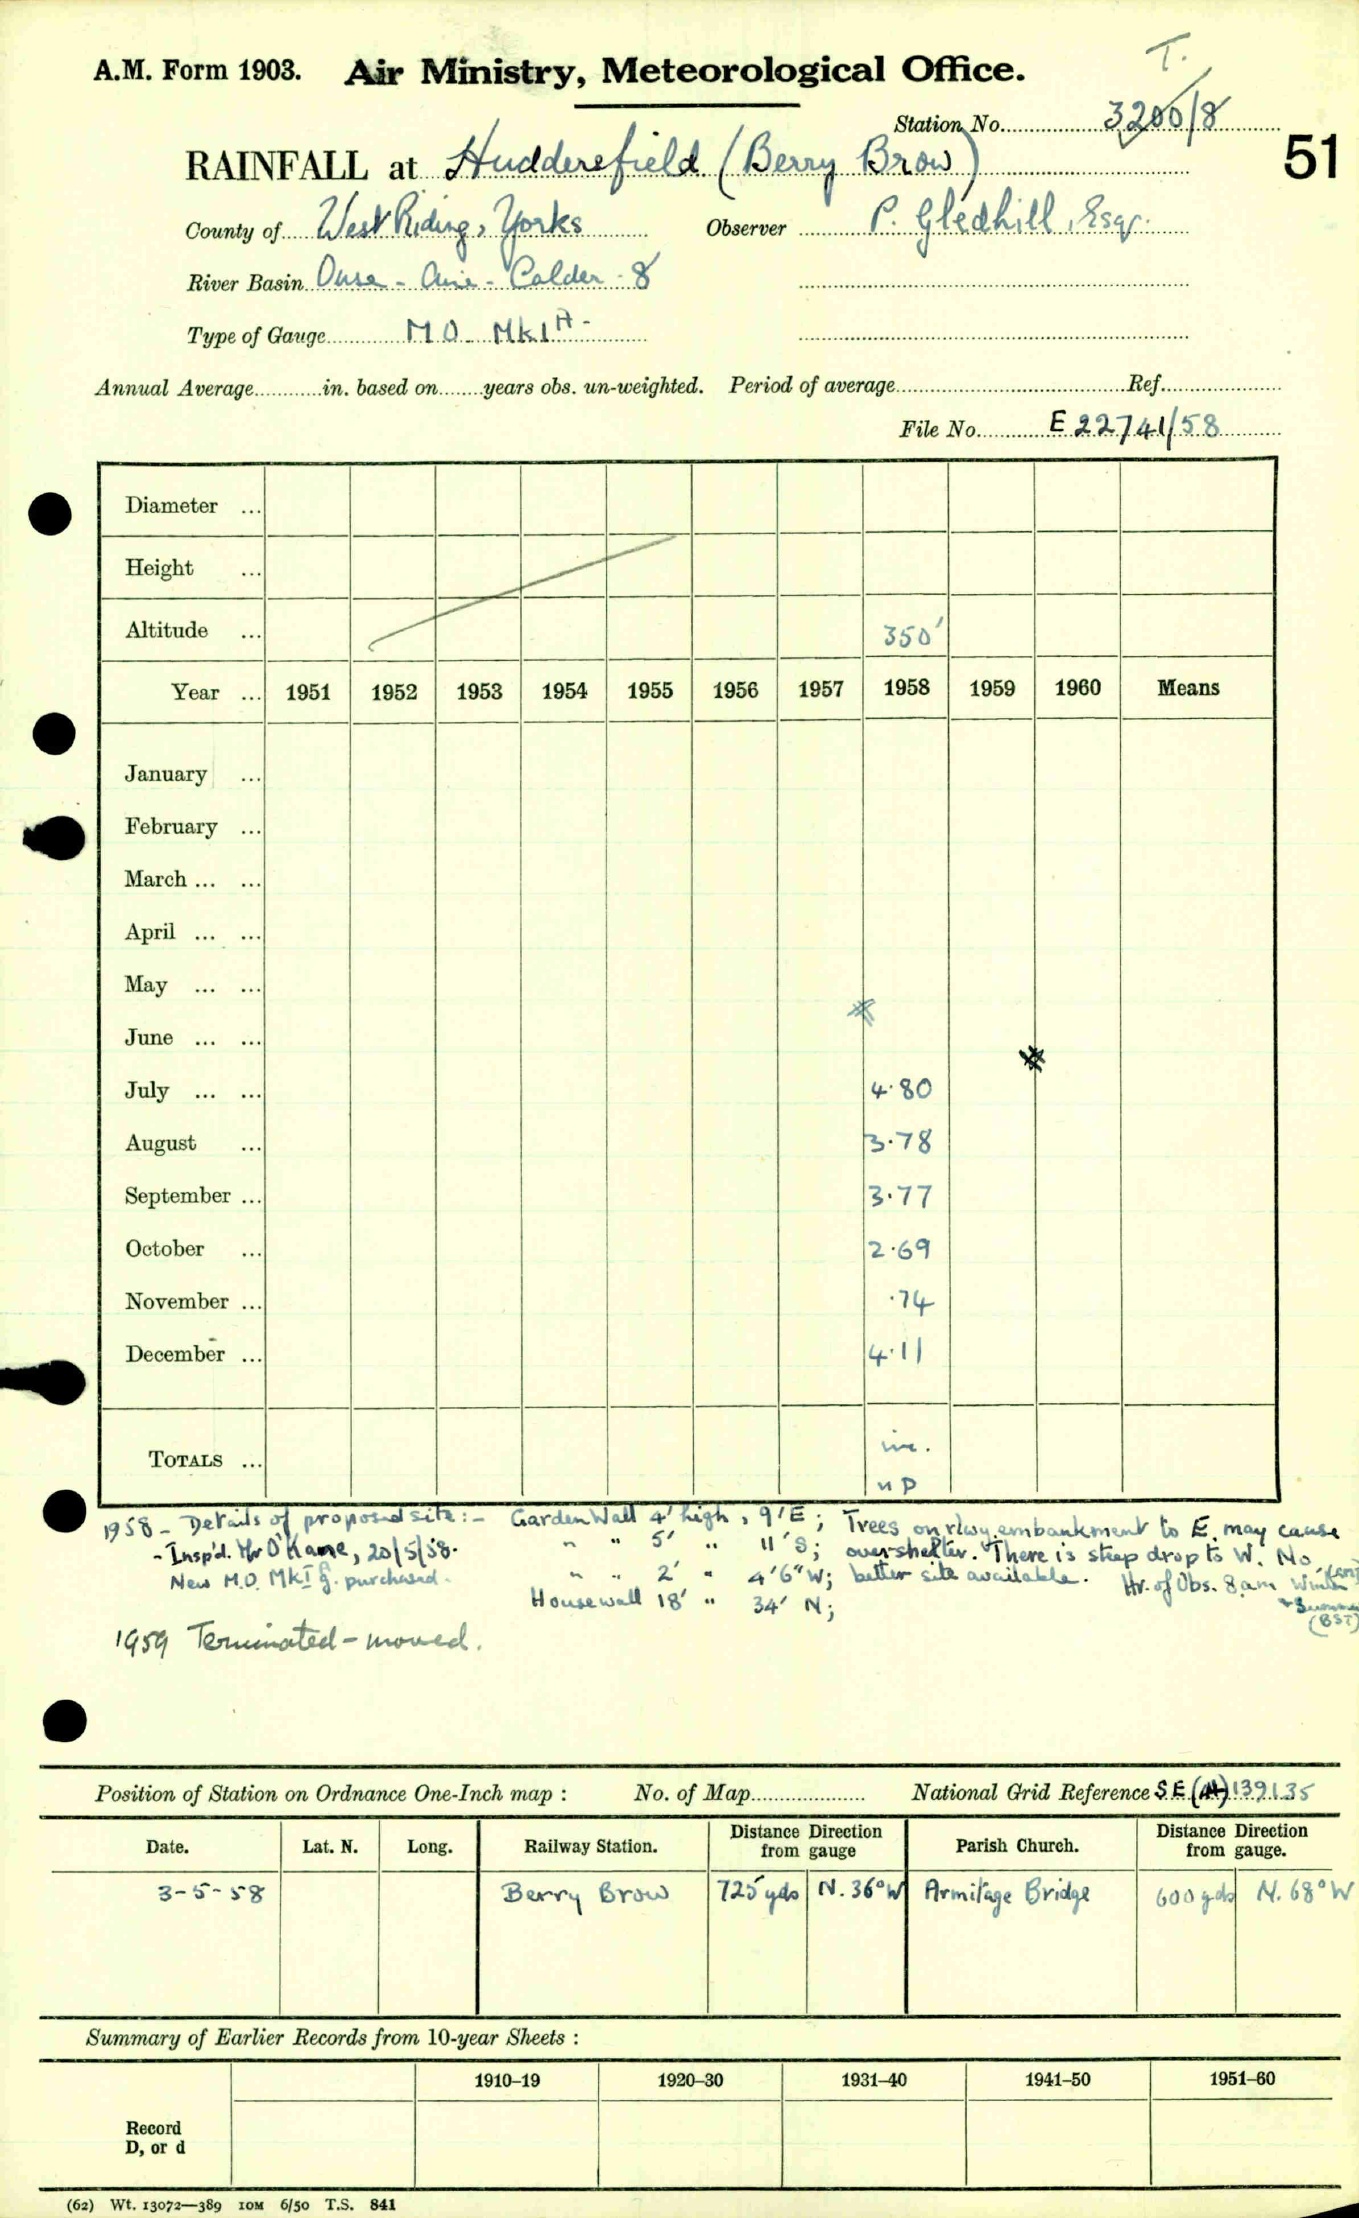 T.
A.M. Form 1903. Air Ministry, Meteorological Office.
Station No. 3200/8
51
RAINFALL at Huddersfield (Berry Brow)
County of West Riding, Yorks Observer P. Gledhill, Esq.
River Basin Ouse - Aire - Calder - 8
Type of Gauge M O MkI
Annual Average in. based on years obs. un-weighted. Period of average Ref.
File No. E22741/58
Diameter ...
Height ...
Altitude ... 350'
Year ... 1951 1952 1953 1954 1955 1956 1957 1958 1959 1960 Means
January ...
February ...
March ... ...
April ... ...
May ... ...
June ... ...
July ... ... 4·80
August ... 3·78
September ... 3·77
October ... 2·69
November ... ·74
December ... 4·11
TOTALS ... inc.
n P
1958 - Details of proposed site:- Garden Wall 4' high, 9'E; Trees on rlwy. embankment to E. may cause
- Insp'd. Mr O'Kane, 20/5/58. " " 5' " 11'S; overshelter. There is steep drop to W. No
New M.O. MkI g. purchased. " " 2' " 4'6"W; better site available. Hr. of Obs. 8am Winter (GMT)
House wall 18' " 34' N; + Summer
(BST)
1959 Terminated - moved.
Position of Station on Ordnance One-Inch map : No. of Map National Grid Reference SE (44) 139135
Date. Lat. N. Long. Railway Station. Distance Direction from gauge Parish Church. Distance Direction from gauge.
3-5-58 Berry Brow 725 yds N. 36° W Armitage Bridge 600 yds N. 68° W
Summary of Earlier Records from 10-year Sheets :
1910–19 1920–30 1931–40 1941–50 1951–60
Record
D, or d
(62) Wt. 13072—389 10M 6/50 T.S. 841